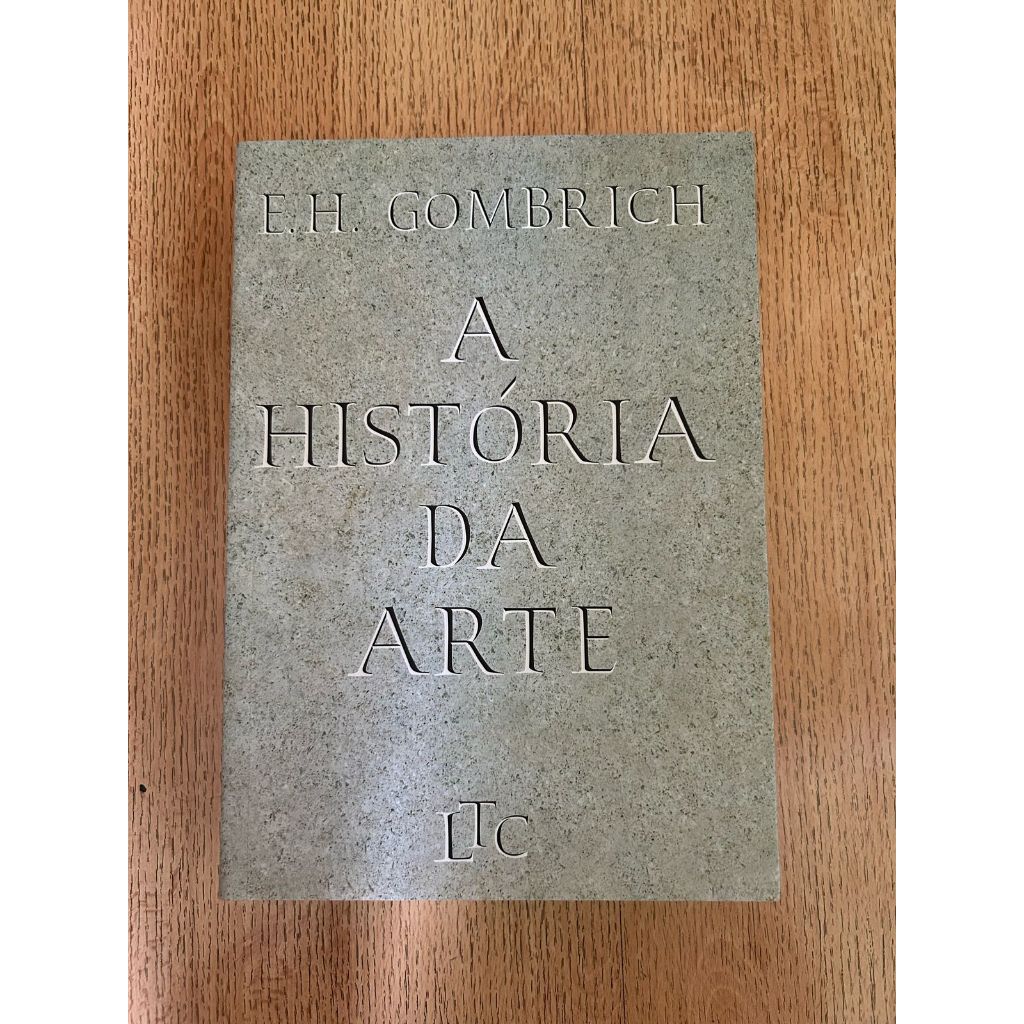 E.H. GOMBRICH
A
HISTÓRIA
DA
ARTE
LTC